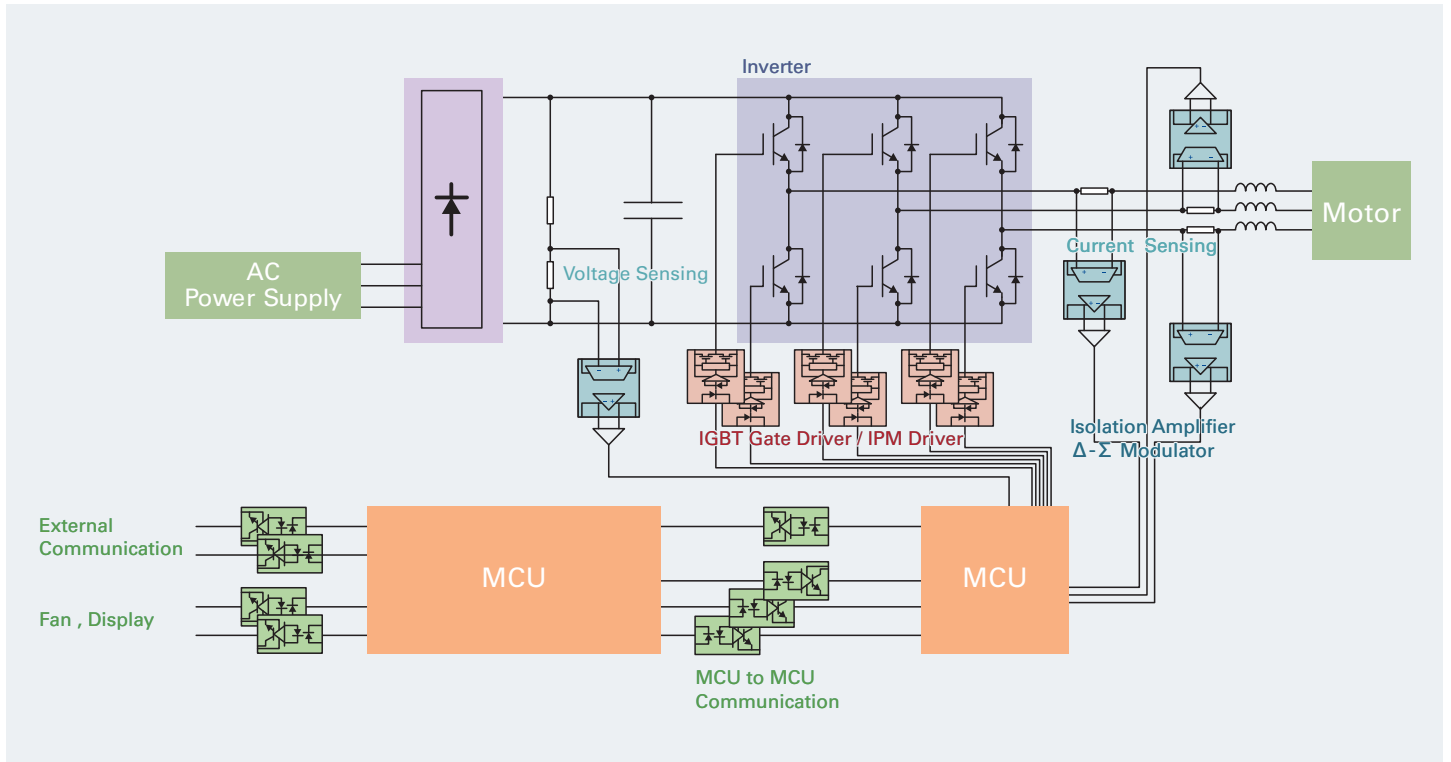 Inverter
Motor
Current Sensing
AC
Power Supply
Voltage Sensing
IGBT Gate Driver / IPM Driver
Isolation Amplifier
Δ-Σ Modulator
External
Communication
MCU
MCU
Fan , Display
MCU to MCU
Communication